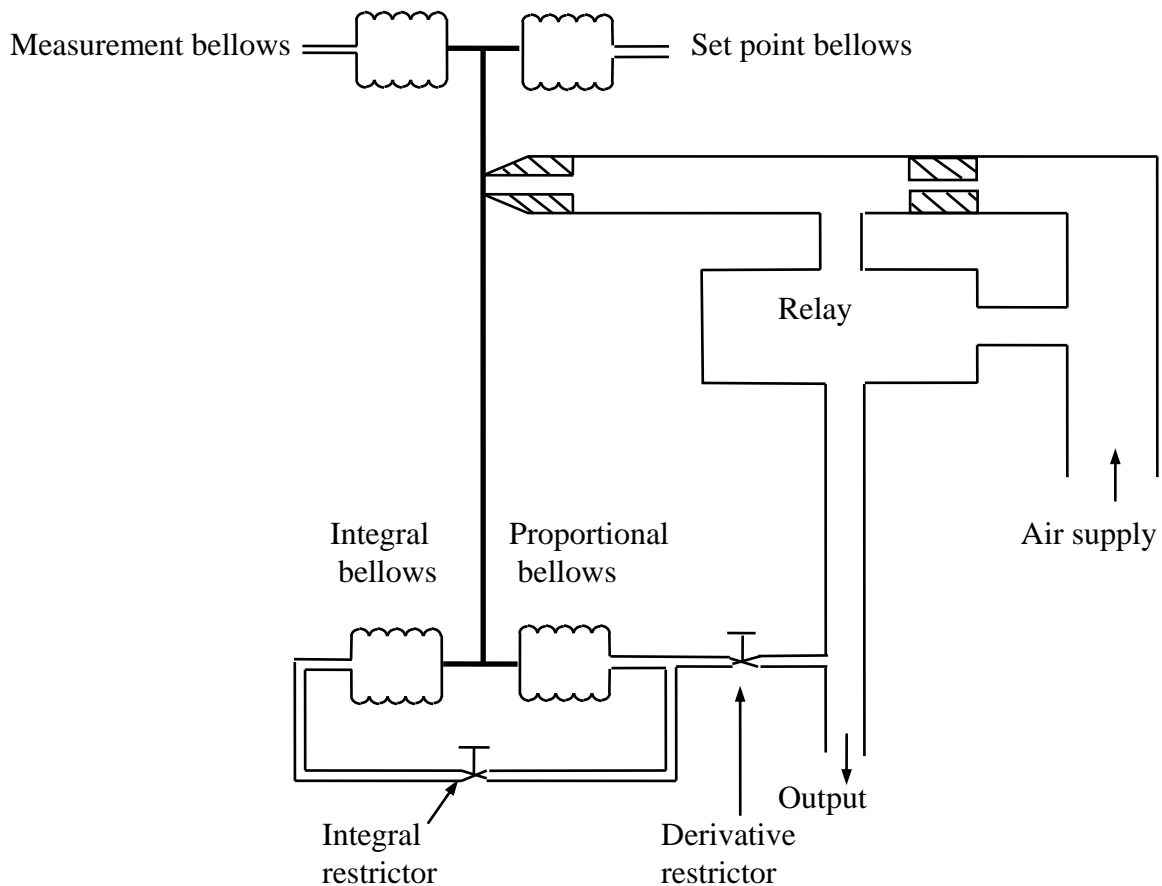 Measurement bellows
Set point bellows
Relay
Air supply
Integral
bellows
Proportional
bellows
Output
Integral
restrictor
Derivative
restrictor